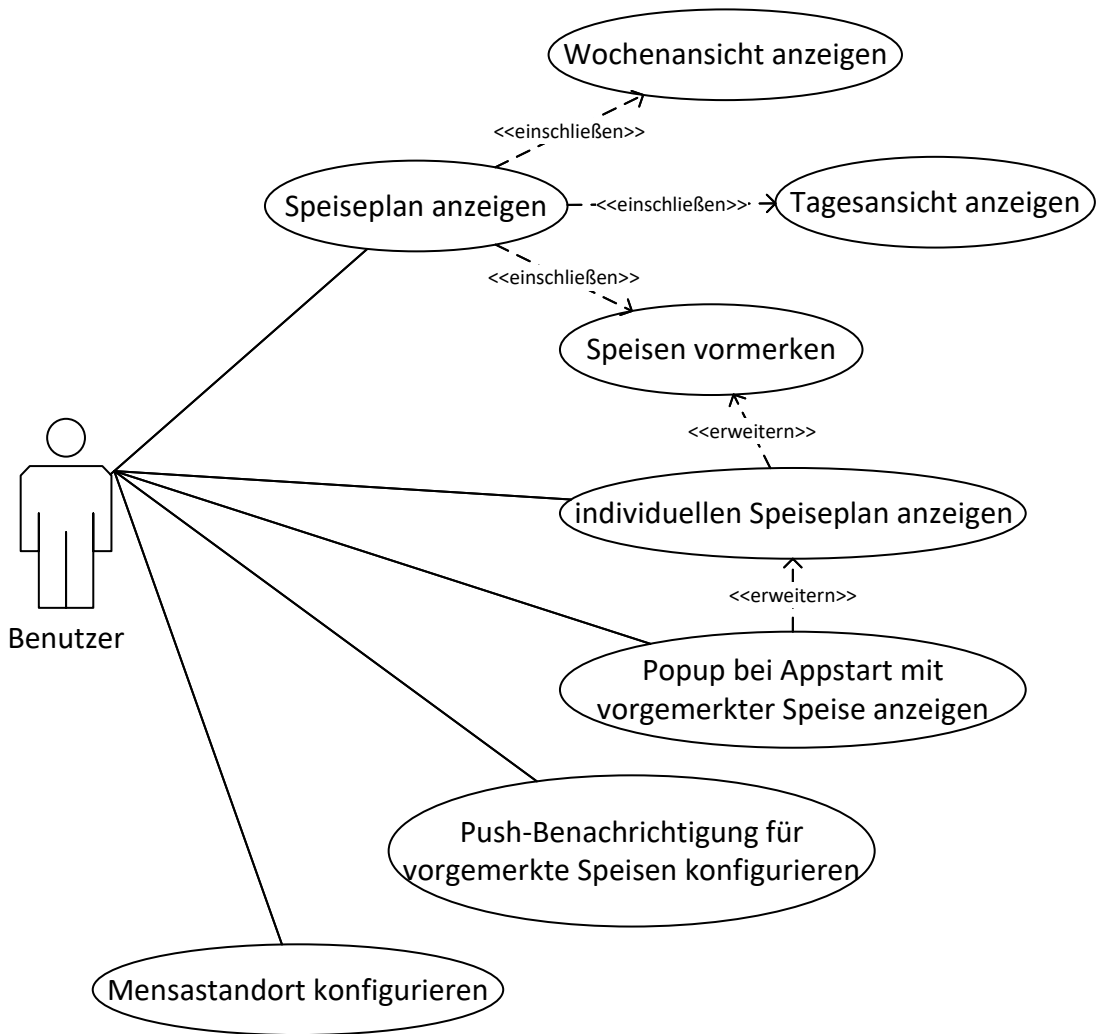 Wochenansicht anzeigen
<<einschließen>>
Speiseplan anzeigen
<<einschließen>>
Tagesansicht anzeigen
<<einschließen>>
Speisen vormerken
<<erweitern>>
individuellen Speiseplan anzeigen
<<erweitern>>
Benutzer
Popup bei Appstart mit
vorgemerkter Speise anzeigen
Push-Benachrichtigung für
vorgemerkte Speisen konfigurieren
Mensastandort konfigurieren